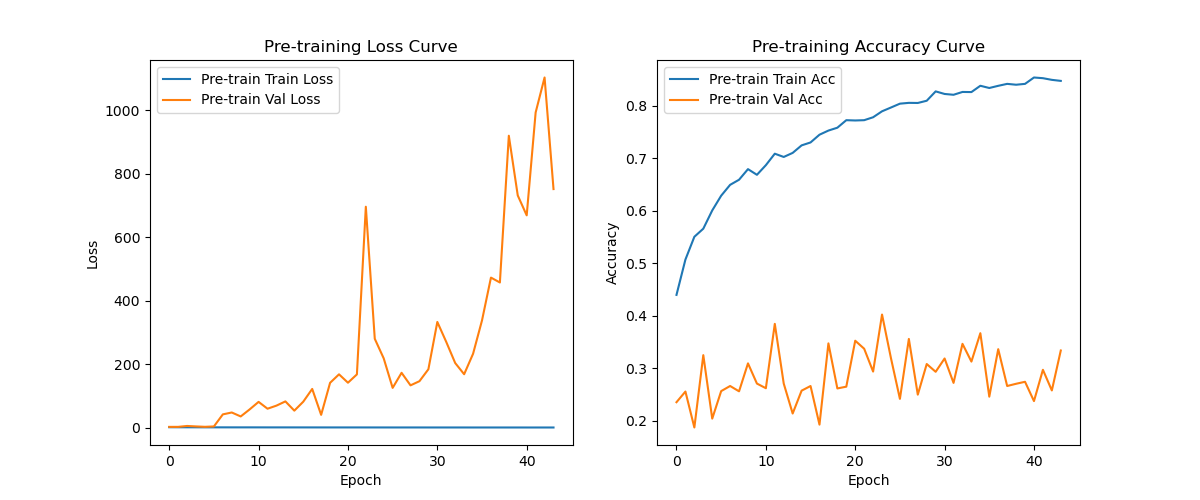 Pre-training Loss Curve
Pre-train Train Loss
Pre-train Val Loss
1000
800
600
400
200
0
Loss
0 10 20 30 40
Epoch
Pre-training Accuracy Curve
Pre-train Train Acc
Pre-train Val Acc
0.8
0.7
0.6
0.5
0.4
0.3
0.2
Accuracy
0 10 20 30 40
Epoch